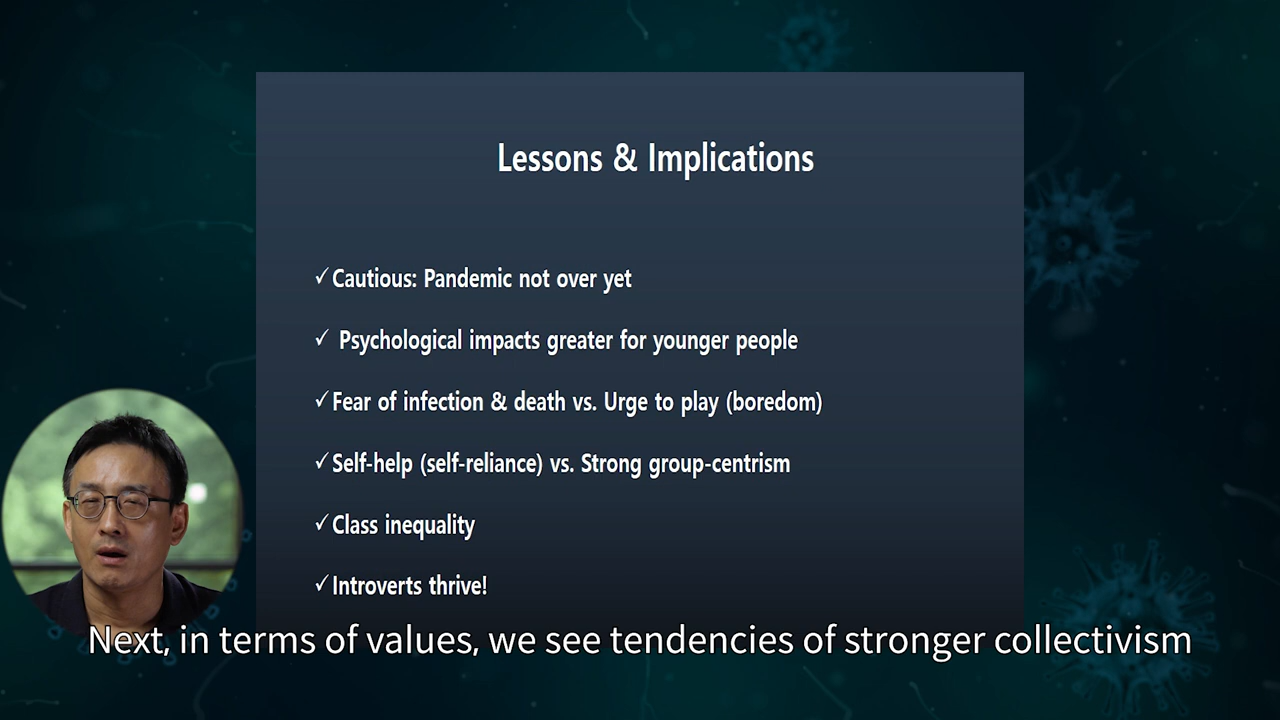 Lessons & Implications
✓Cautious: Pandemic not over yet
✓ Psychological impacts greater for younger people
✓Fear of infection & death vs. Urge to play (boredom)
✓Self-help (self-reliance) vs. Strong group-centrism
✓Class inequality
✓Introverts thrive!
Next, in terms of values, we see tendencies of stronger collectivism